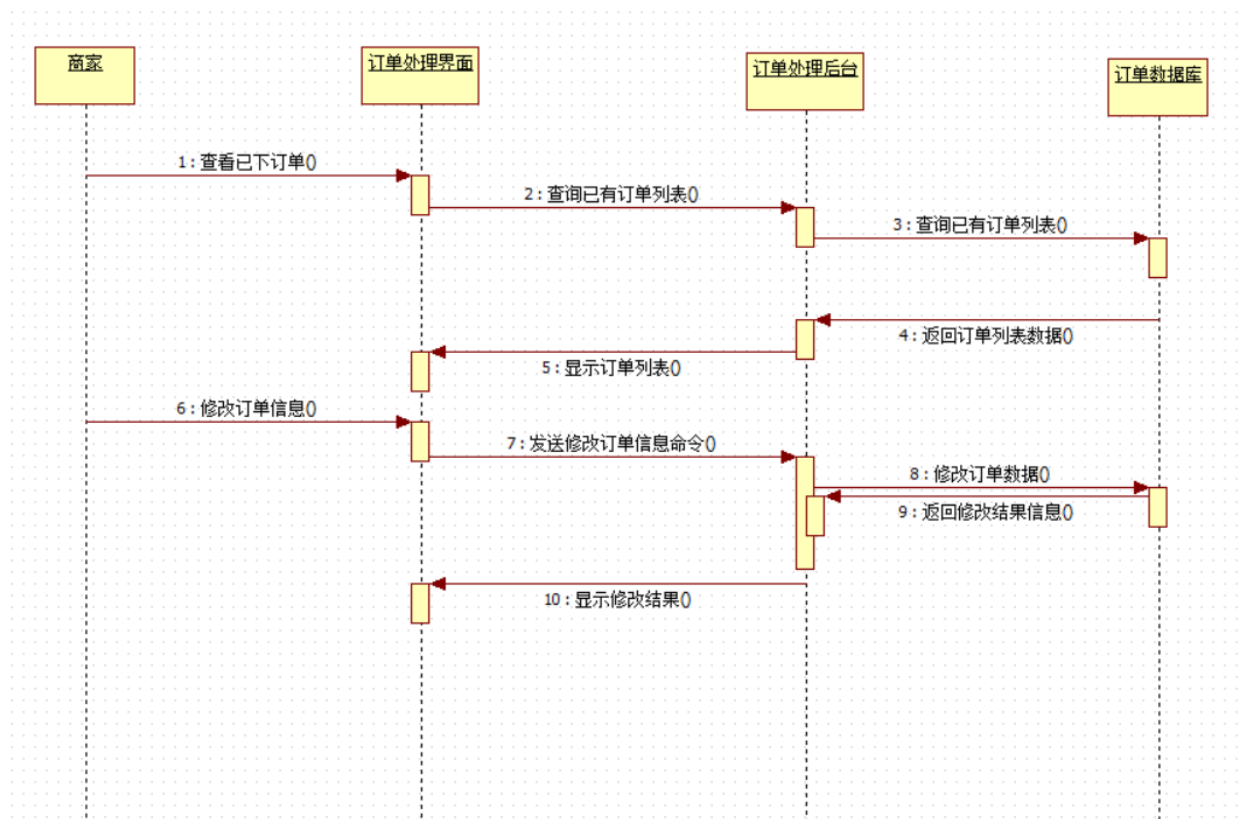 商家
订单处理界面
订单处理后台
订单数据库
1 : 查看已下订单()
2 : 查询已有订单列表()
3 : 查询已有订单列表()
4 : 返回订单列表数据()
5 : 显示订单列表()
6 : 修改订单信息()
7 : 发送修改订单信息命令()
8 : 修改订单数据()
9 : 返回修改结果信息()
10 : 显示修改结果()